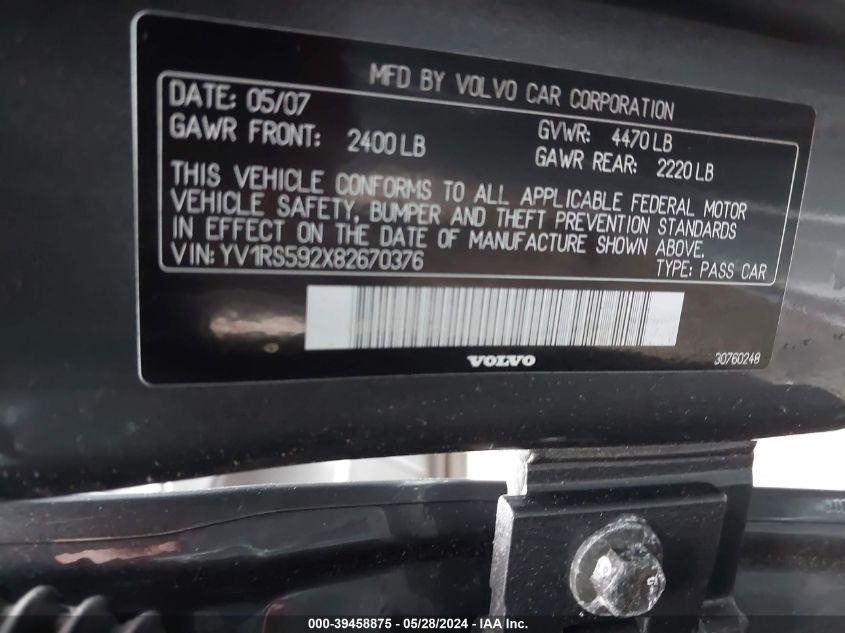 MFD BY VOLVO CAR CORPORATION
DATE: 05/07
GVWR: 4470 LB
GAWR FRONT: 2400 LB
GAWR REAR: 2220 LB
THIS VEHICLE CONFORMS TO ALL APPLICABLE FEDERAL MOTOR
VEHICLE SAFETY, BUMPER AND THEFT PREVENTION STANDARDS
IN EFFECT ON THE DATE OF MANUFACTURE SHOWN ABOVE.
VIN: YV1RS592X82670376
TYPE: PASS CAR
VOLVO
30760248
000-39458875 - 05/28/2024 - IAA Inc.